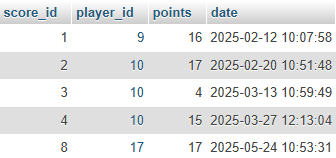 score_id player_id points date
1 9 16 2025-02-12 10:07:58
2 10 17 2025-02-20 10:51:48
3 10 4 2025-03-13 10:59:49
4 10 15 2025-03-27 12:13:04
8 17 17 2025-05-24 10:53:31